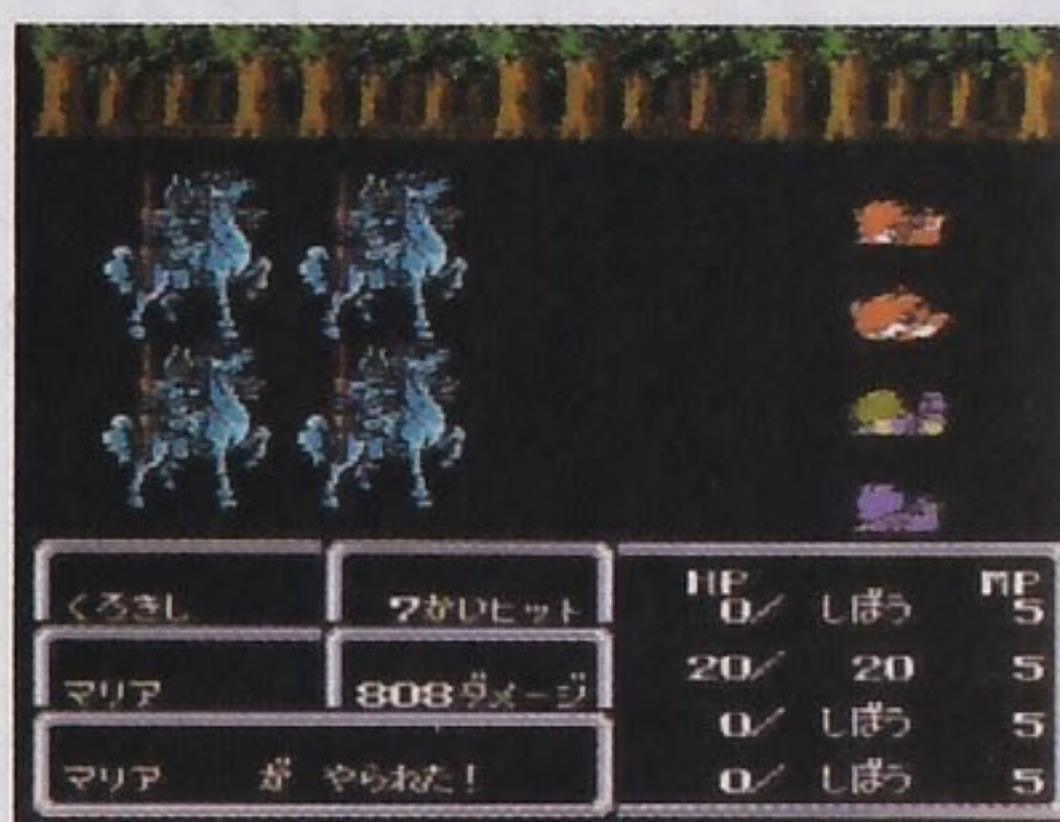 くろきし
7かいヒット
マリア
808ダメージ
マリア が やられた!
HP MP
0/ しぼう 5
20/ 20 5
0/ しぼう 5
0/ しぼう 5